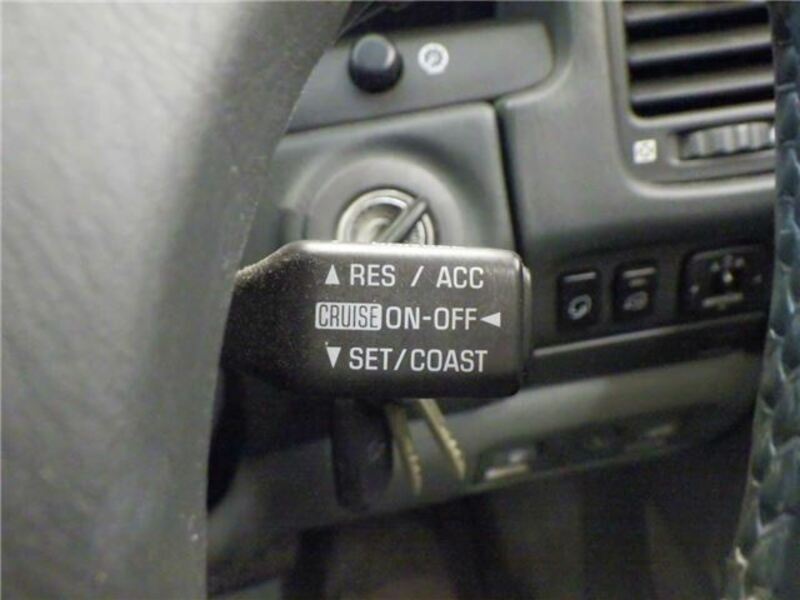 ▲ RES / ACC
CRUISE ON-OFF ◄
▼ SET/COAST